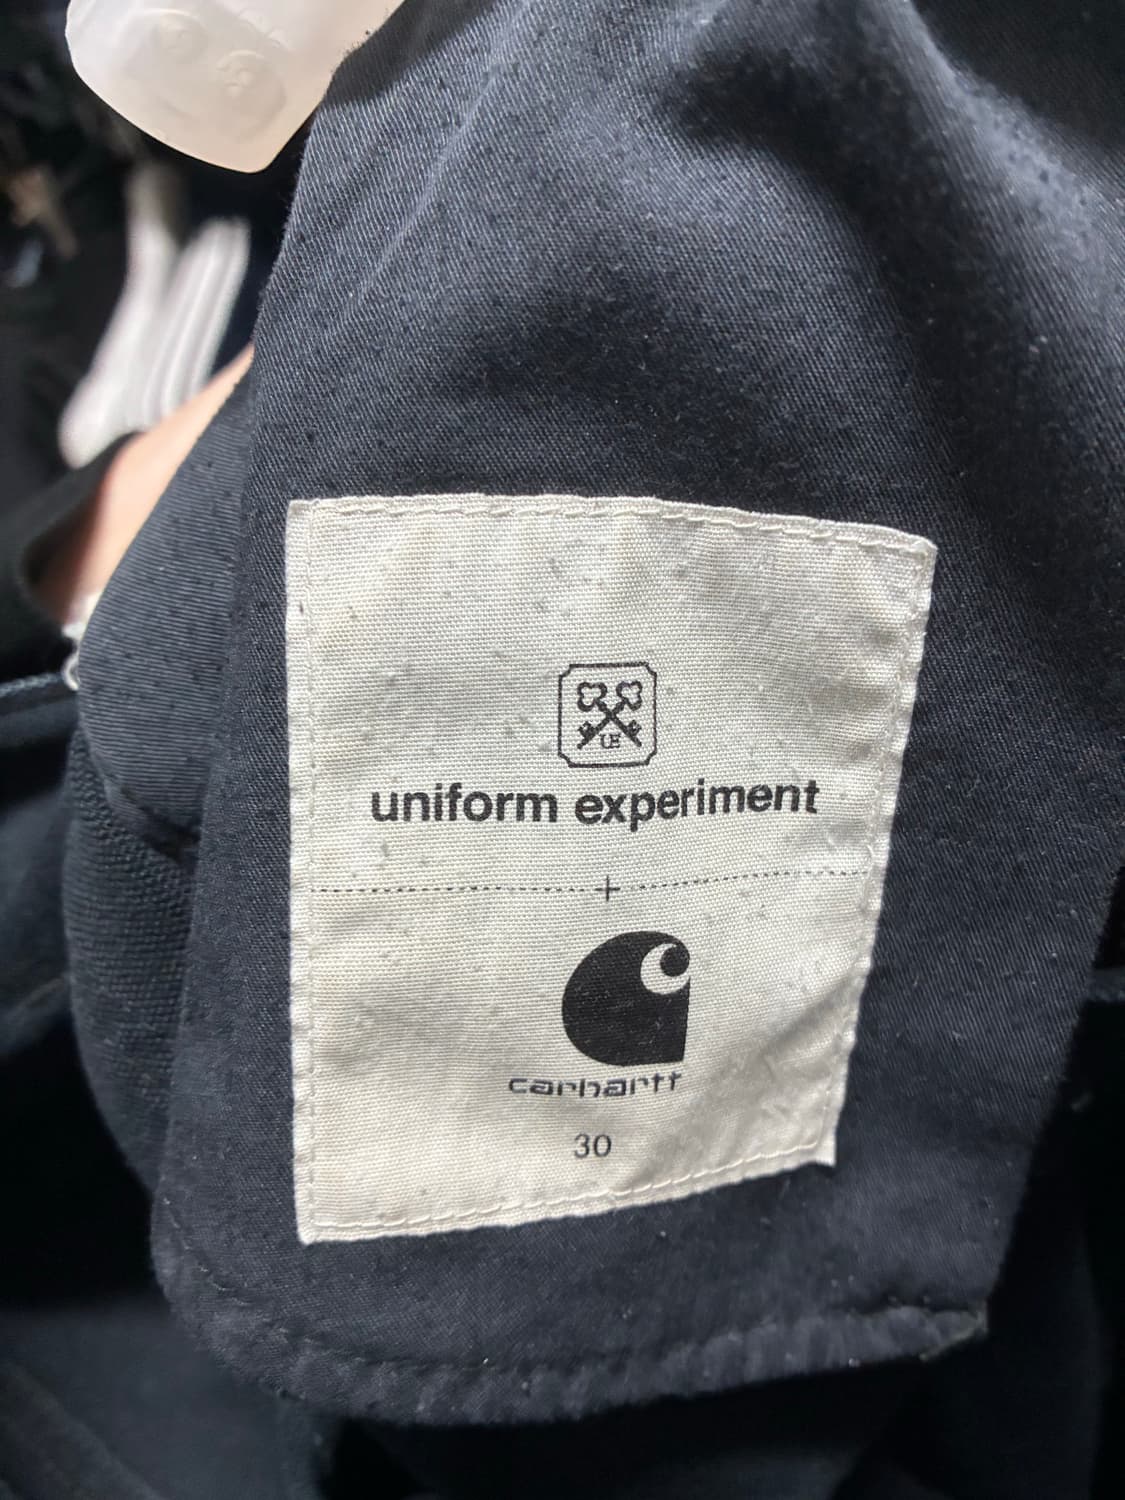 UE
uniform experiment
+
carhartt
30